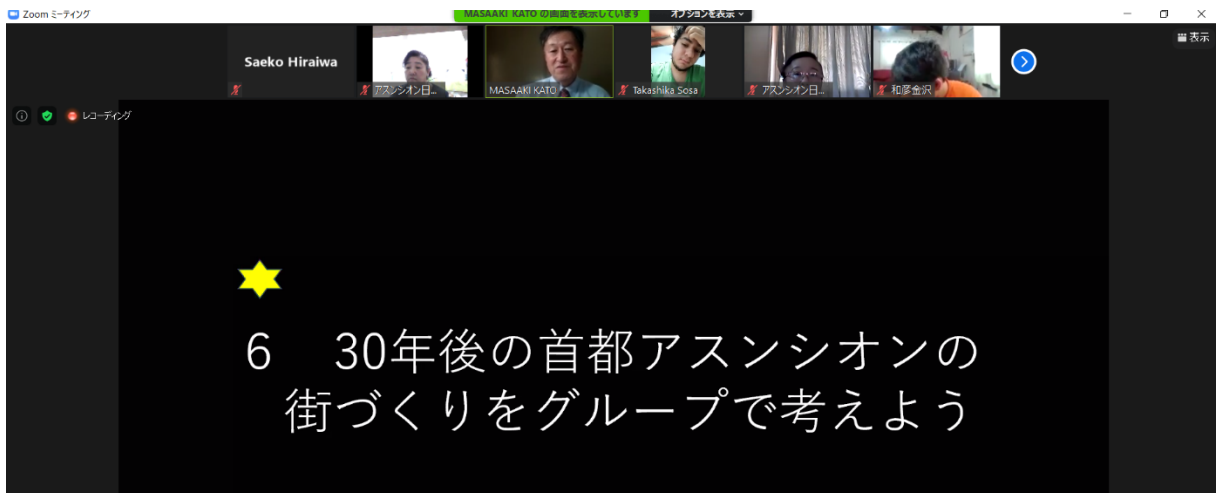 Zoom ミーティング
MASAAKI KATO の画面を表示しています オプションを表示
表示
Saeko Hiraiwa
アスンシオン日...
MASAAKI KATO
Takashika Sosa
アスンシオン日...
和彦金沢
レコーディング
6 30年後の首都アスンシオンの
街づくりをグループで考えよう